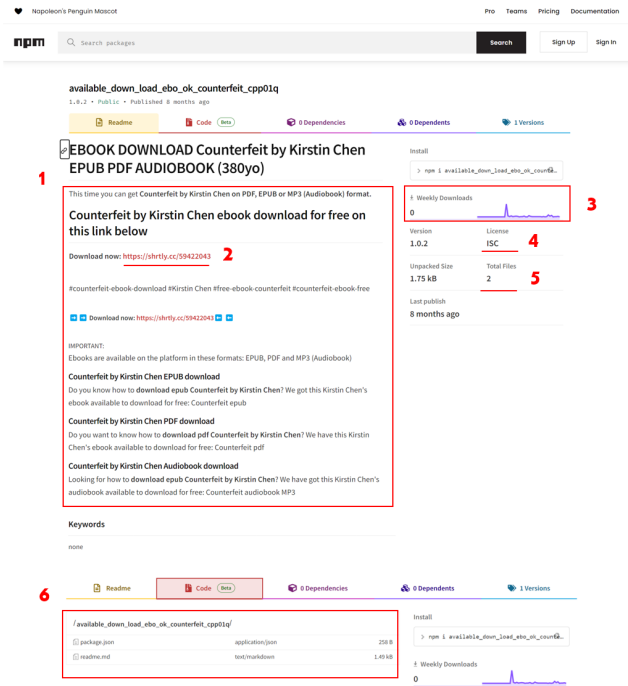 Napoleon's Penguin Mascot
Pro Teams Pricing Documentation
npm
Search packages
Search
Sign Up
Sign In
available_down_load_ebo_ok_counterfeit_cpp01q
1.0.2 • Public • Published 8 months ago
Readme
Code Beta
0 Dependencies
0 Dependents
1 Versions
1
EBOOK DOWNLOAD Counterfeit by Kirstin Chen
EPUB PDF AUDIOBOOK (380yo)
This time you can get Counterfeit by Kirstin Chen on PDF, EPUB or MP3 (Audiobook) format.
Counterfeit by Kirstin Chen ebook download for free on
this link below
Download now: https://shrtly.cc/59422043
2
#counterfeit-ebook-download #Kirstin Chen #free-ebook-counterfeit #counterfeit-ebook-free
➡ ➡ Download now: https://shrtly.cc/59422043 ⬅ ⬅
IMPORTANT:
Ebooks are available on the platform in these formats: EPUB, PDF and MP3 (Audiobook)
Counterfeit by Kirstin Chen EPUB download
Do you know how to download epub Counterfeit by Kirstin Chen? We got this Kirstin Chen's
ebook available to download for free: Counterfeit epub
Counterfeit by Kirstin Chen PDF download
Do you want to know how to download pdf Counterfeit by Kirstin Chen? We have this Kirstin
Chen's ebook available to download for free: Counterfeit pdf
Counterfeit by Kirstin Chen Audiobook download
Looking for how to download epub Counterfeit by Kirstin Chen? We have got this Kirstin Chen's
audiobook available to download for free: Counterfeit audiobook MP3
Keywords
none
Install
> npm i available_down_load_ebo_ok_counte…
Weekly Downloads
0
3
Version
1.0.2
License
ISC
4
Unpacked Size
1.75 kB
Total Files
2
5
Last publish
8 months ago
6
Readme
Code Beta
0 Dependencies
0 Dependents
1 Versions
/available_down_load_ebo_ok_counterfeit_cpp01q/
package.json application/json 258 B
readme.md text/markdown 1.49 kB
Install
> npm i available_down_load_ebo_ok_counte…
Weekly Downloads
0